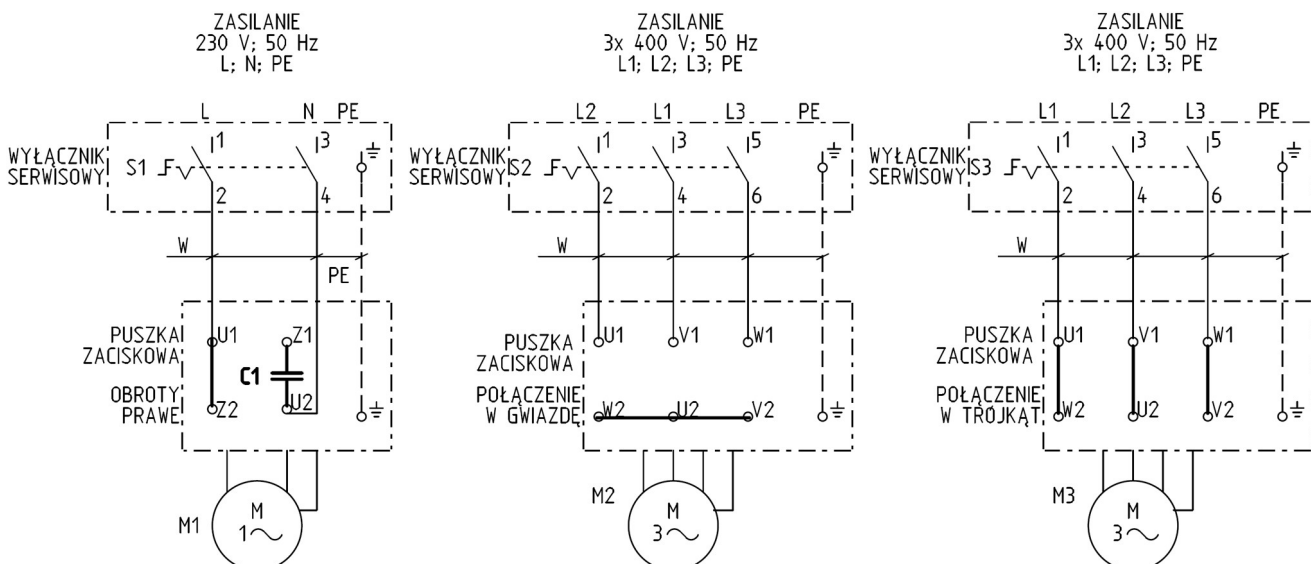 ZASILANIE
230 V; 50 Hz
L; N; PE
L N PE
1 3
WYŁĄCZNIK
SERWISOWY
S1
2 4
W
PE
PUSZKA
ZACISKOWA
U1 Z1
C1
OBROTY
PRAWE
Z2 U2
M1
M
1
ZASILANIE
3x 400 V; 50 Hz
L1; L2; L3; PE
L2 L1 L3 PE
1 3 5
WYŁĄCZNIK
SERWISOWY
S2
2 4 6
W
U1 V1 W1
PUSZKA
ZACISKOWA
POŁĄCZENIE
W GWIAZDĘ
W2 U2 V2
M2
M
3
ZASILANIE
3x 400 V; 50 Hz
L1; L2; L3; PE
L1 L2 L3 PE
1 3 5
WYŁĄCZNIK
SERWISOWY
S3
2 4 6
W
U1 V1 W1
PUSZKA
ZACISKOWA
POŁĄCZENIE
W TRÓJKĄT
W2 U2 V2
M3
M
3